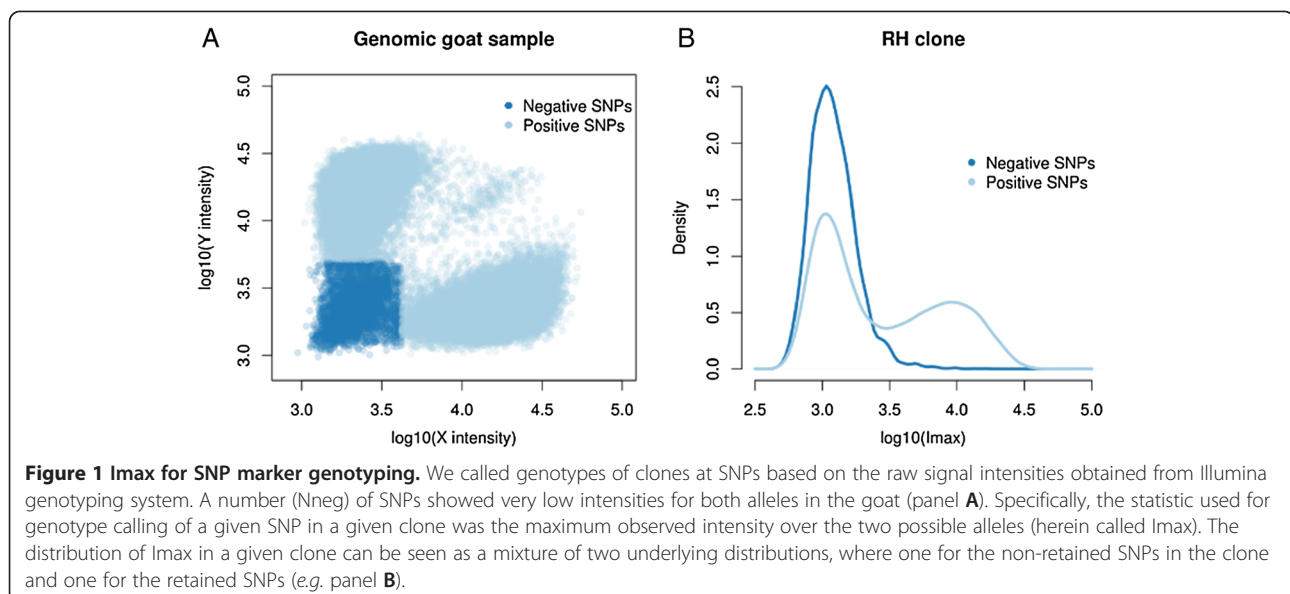 A
Genomic goat sample
5.0
4.5
4.0
3.5
3.0
log10(Y intensity)
Negative SNPs
Positive SNPs
3.0 3.5 4.0 4.5 5.0
log10(X intensity)
B
RH clone
2.5
2.0
1.5
1.0
0.5
0.0
Density
Negative SNPs
Positive SNPs
2.5 3.0 3.5 4.0 4.5 5.0
log10(Imax)
Figure 1 Imax for SNP marker genotyping. We called genotypes of clones at SNPs based on the raw signal intensities obtained from Illumina
genotyping system. A number (Nneg) of SNPs showed very low intensities for both alleles in the goat (panel A). Specifically, the statistic used for
genotype calling of a given SNP in a given clone was the maximum observed intensity over the two possible alleles (herein called Imax). The
distribution of Imax in a given clone can be seen as a mixture of two underlying distributions, where one for the non-retained SNPs in the clone
and one for the retained SNPs (e.g. panel B).